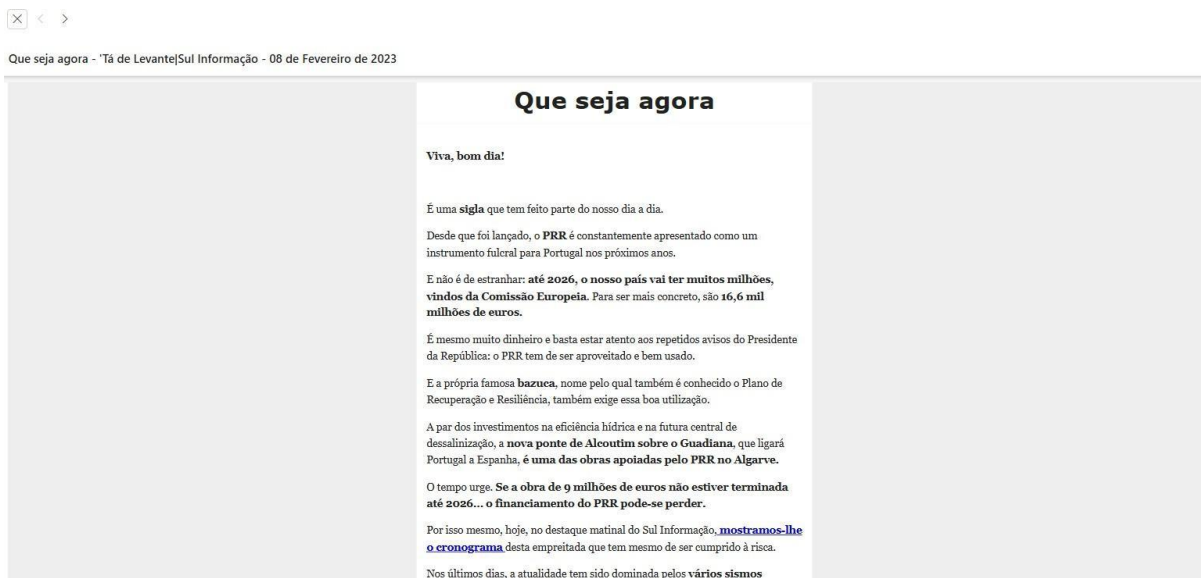 Que seja agora - 'Tá de Levante|Sul Informação - 08 de Fevereiro de 2023
Que seja agora
Viva, bom dia!
É uma sigla que tem feito parte do nosso dia a dia.
Desde que foi lançado, o PRR é constantemente apresentado como um
instrumento fulcral para Portugal nos próximos anos.
E não é de estranhar: até 2026, o nosso país vai ter muitos milhões,
vindos da Comissão Europeia. Para ser mais concreto, são 16,6 mil
milhões de euros.
É mesmo muito dinheiro e basta estar atento aos repetidos avisos do Presidente
da República: o PRR tem de ser aproveitado e bem usado.
E a própria famosa bazuca, nome pelo qual também é conhecido o Plano de
Recuperação e Resiliência, também exige essa boa utilização.
A par dos investimentos na eficiência hídrica e na futura central de
dessalinização, a nova ponte de Alcoutim sobre o Guadiana, que ligará
Portugal a Espanha, é uma das obras apoiadas pelo PRR no Algarve.
O tempo urge. Se a obra de 9 milhões de euros não estiver terminada
até 2026... o financiamento do PRR pode-se perder.
Por isso mesmo, hoje, no destaque matinal do Sul Informação, mostramos-lhe
o cronograma desta empreitada que tem mesmo de ser cumprido à risca.
Nos últimos dias, a atualidade tem sido dominada pelos vários sismos